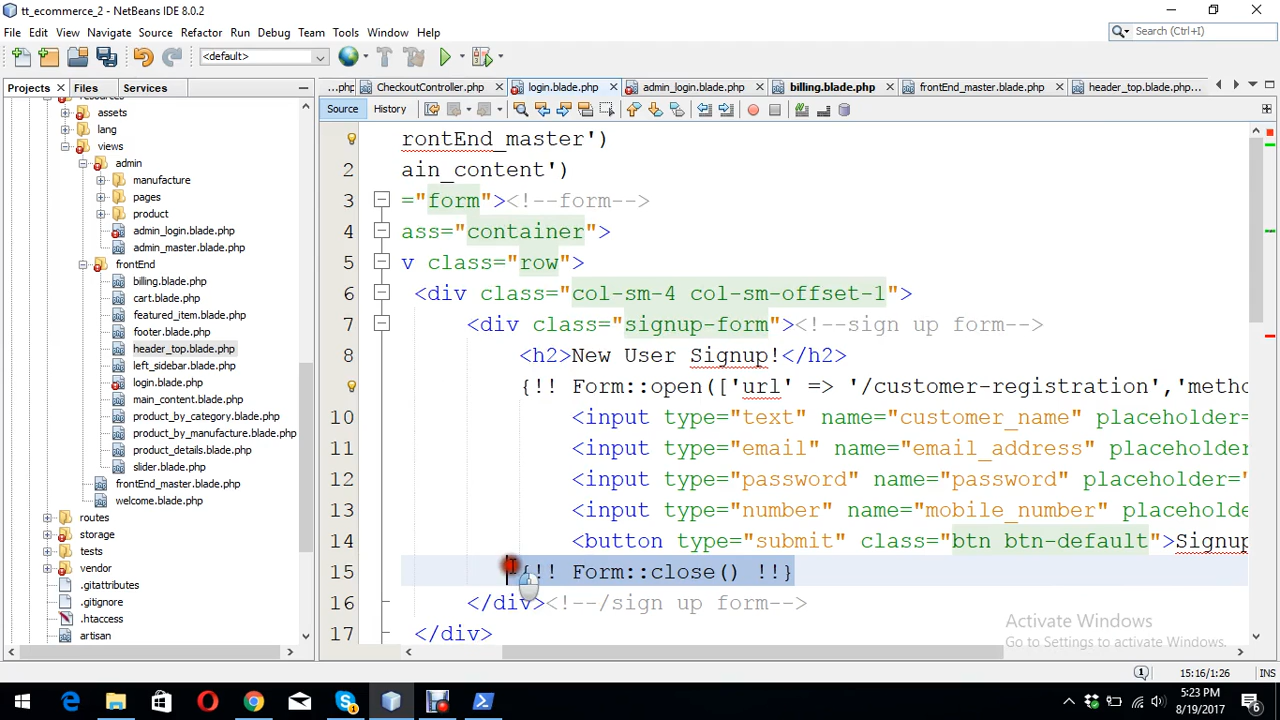 tt_ecommerce_2 - NetBeans IDE 8.0.2
File Edit View Navigate Source Refactor Run Debug Team Tools Window Help
Search (Ctrl+I)
<default>
Projects Files Services
...php CheckoutController.php login.blade.php admin_login.blade.php billing.blade.php frontEnd_master.blade.php header_top.blade.php...
Source History
resources
assets
lang
views
admin
manufacture
pages
product
admin_login.blade.php
admin_master.blade.php
frontEnd
billing.blade.php
cart.blade.php
featured_item.blade.php
footer.blade.php
header_top.blade.php
left_sidebar.blade.php
login.blade.php
main_content.blade.php
product_by_category.blade.php
product_by_manufacture.blade.php
product_details.blade.php
slider.blade.php
frontEnd_master.blade.php
welcome.blade.php
routes
storage
tests
vendor
.gitattributes
.gitignore
.htaccess
artisan
rontEnd_master')
2 ain_content')
3 ="form"><!--form-->
4 ass="container">
5 v class="row">
6 <div class="col-sm-4 col-sm-offset-1">
7 <div class="signup-form"><!--sign up form-->
8 <h2>New User Signup!</h2>
{!! Form::open(['url' => '/customer-registration','metho
10 <input type="text" name="customer_name" placeholder=
11 <input type="email" name="email_address" placeholder
12 <input type="password" name="password" placeholder="
13 <input type="number" name="mobile_number" placeholde
14 <button type="submit" class="btn btn-default">Signup
15 {!! Form::close() !!}
16 </div><!--/sign up form-->
17 </div>
Activate Windows
Go to Settings to activate Windows.
1 15:16/1:26 INS
5:23 PM
8/19/2017
6